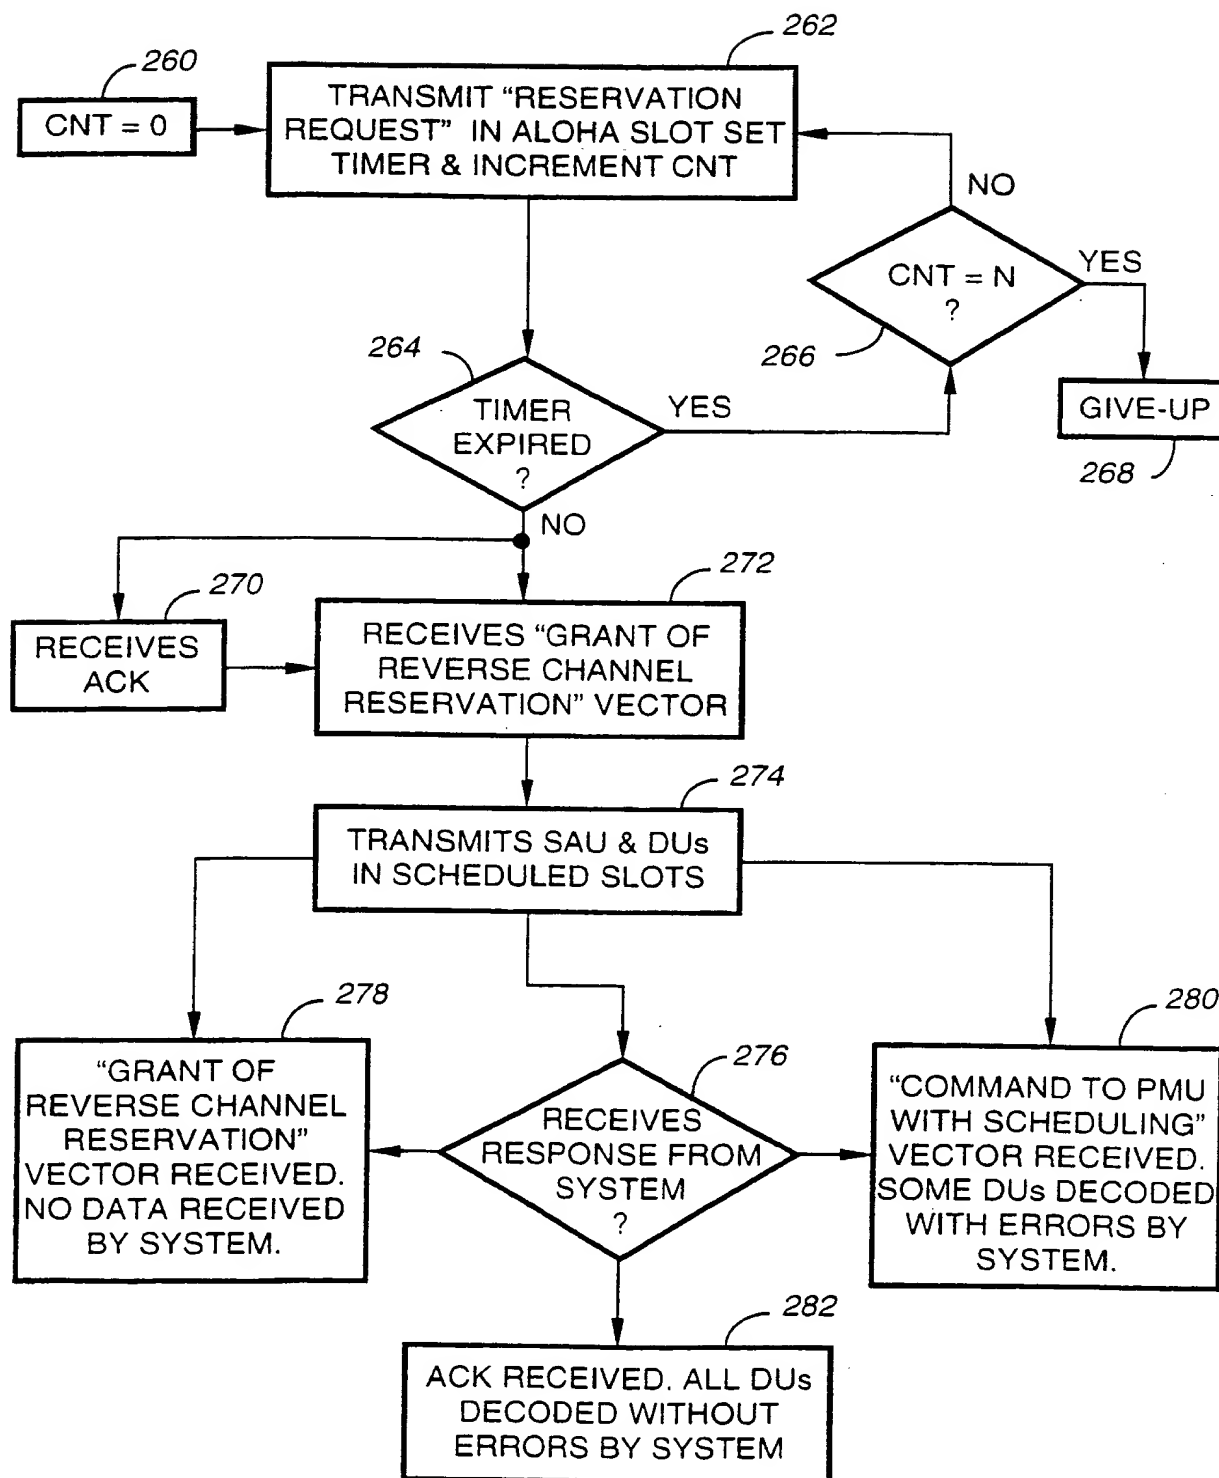 262
260
CNT = 0
TRANSMIT “RESERVATION
REQUEST” IN ALOHA SLOT SET
TIMER & INCREMENT CNT
NO
CNT = N
?
YES
266
264
TIMER
EXPIRED
?
YES
GIVE-UP
268
NO
270
272
RECEIVES
ACK
RECEIVES “GRANT OF
REVERSE CHANNEL
RESERVATION” VECTOR
274
TRANSMITS SAU & DUs
IN SCHEDULED SLOTS
278
“GRANT OF
REVERSE CHANNEL
RESERVATION”
VECTOR RECEIVED.
NO DATA RECEIVED
BY SYSTEM.
276
RECEIVES
RESPONSE FROM
SYSTEM
?
280
“COMMAND TO PMU
WITH SCHEDULING”
VECTOR RECEIVED.
SOME DUs DECODED
WITH ERRORS BY
SYSTEM.
282
ACK RECEIVED. ALL DUs
DECODED WITHOUT
ERRORS BY SYSTEM